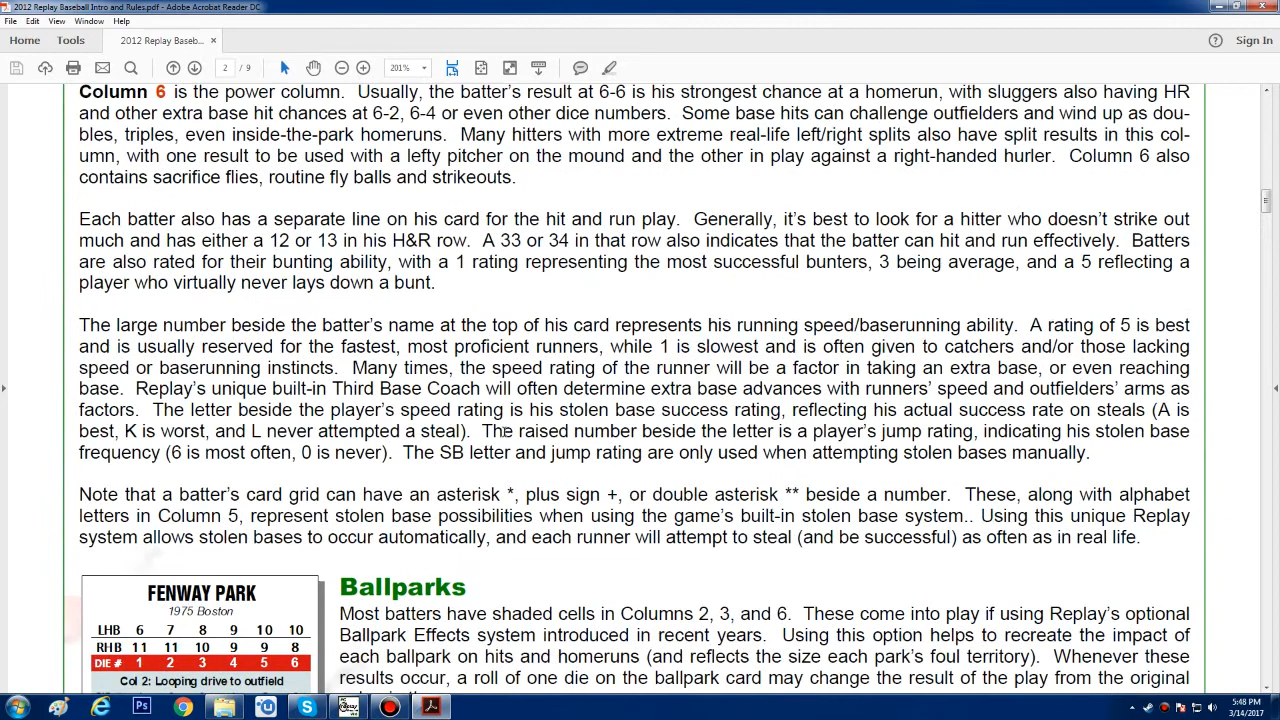 2012 Replay Baseball Intro and Rules.pdf - Adobe Acrobat Reader DC
File Edit View Window Help
Home Tools 2012 Replay Baseb... × Sign In
2 / 9 201%
Column 6 is the power column. Usually, the batter's result at 6-6 is his strongest chance at a homerun, with sluggers also having HR
and other extra base hit chances at 6-2, 6-4 or even other dice numbers. Some base hits can challenge outfielders and wind up as dou-
bles, triples, even inside-the-park homeruns. Many hitters with more extreme real-life left/right splits also have split results in this col-
umn, with one result to be used with a lefty pitcher on the mound and the other in play against a right-handed hurler. Column 6 also
contains sacrifice flies, routine fly balls and strikeouts.
Each batter also has a separate line on his card for the hit and run play. Generally, it's best to look for a hitter who doesn't strike out
much and has either a 12 or 13 in his H&R row. A 33 or 34 in that row also indicates that the batter can hit and run effectively. Batters
are also rated for their bunting ability, with a 1 rating representing the most successful bunters, 3 being average, and a 5 reflecting a
player who virtually never lays down a bunt.
The large number beside the batter's name at the top of his card represents his running speed/baserunning ability. A rating of 5 is best
and is usually reserved for the fastest, most proficient runners, while 1 is slowest and is often given to catchers and/or those lacking
speed or baserunning instincts. Many times, the speed rating of the runner will be a factor in taking an extra base, or even reaching
base. Replay's unique built-in Third Base Coach will often determine extra base advances with runners' speed and outfielders' arms as
factors. The letter beside the player's speed rating is his stolen base success rating, reflecting his actual success rate on steals (A is
best, K is worst, and L never attempted a steal). The raised number beside the letter is a player's jump rating, indicating his stolen base
frequency (6 is most often, 0 is never). The SB letter and jump rating are only used when attempting stolen bases manually.
Note that a batter's card grid can have an asterisk *, plus sign +, or double asterisk ** beside a number. These, along with alphabet
letters in Column 5, represent stolen base possibilities when using the game's built-in stolen base system.. Using this unique Replay
system allows stolen bases to occur automatically, and each runner will attempt to steal (and be successful) as often as in real life.
FENWAY PARK
1975 Boston
LHB 6 7 8 9 10 10
RHB 11 11 10 9 9 8
DIE # 1 2 3 4 5 6
Col 2: Looping drive to outfield
Ballparks
Most batters have shaded cells in Columns 2, 3, and 6. These come into play if using Replay's optional
Ballpark Effects system introduced in recent years. Using this option helps to recreate the impact of
each ballpark on hits and homeruns (and reflects the size each park's foul territory). Whenever these
results occur, a roll of one die on the ballpark card may change the result of the play from the original
Ps
5:48 PM
3/14/2017